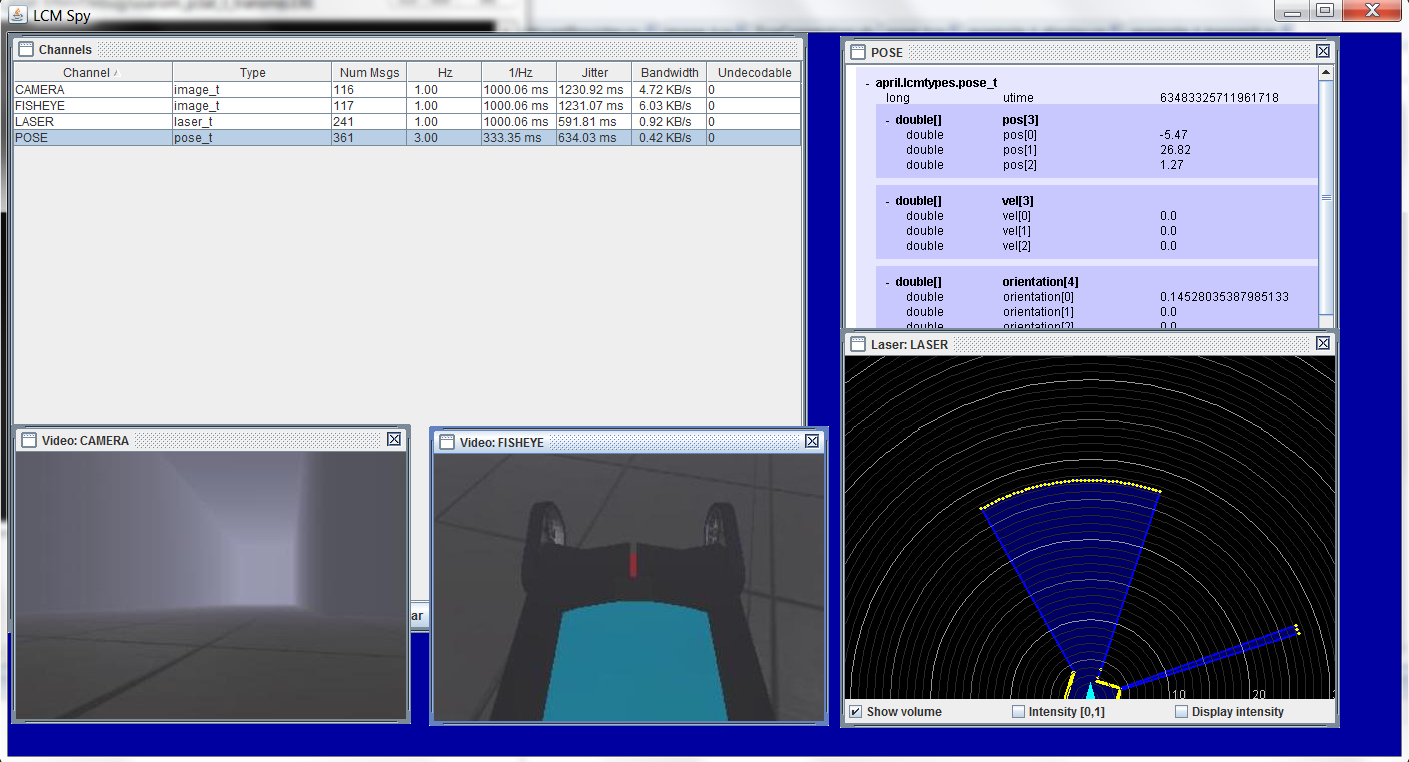 LCM Spy
Channels
Channel Type Num Msgs Hz 1/Hz Jitter Bandwidth Undecodable
CAMERA image_t 116 1.00 1000.06 ms 1230.92 ms 4.72 KB/s 0
FISHEYE image_t 117 1.00 1000.06 ms 1231.07 ms 6.03 KB/s 0
LASER laser_t 241 1.00 1000.06 ms 591.81 ms 0.92 KB/s 0
POSE pose_t 361 3.00 333.35 ms 634.03 ms 0.42 KB/s 0
ar
Video: CAMERA
Video: FISHEYE
POSE
- april.lcmtypes.pose_t
long utime 63483325711961718
- double[] pos[3]
double pos[0] -5.47
double pos[1] 26.82
double pos[2] 1.27
- double[] vel[3]
double vel[0] 0.0
double vel[1] 0.0
double vel[2] 0.0
- double[] orientation[4]
double orientation[0] 0.14528035387985133
double orientation[1] 0.0
double orientation[2] 0.0
Laser: LASER
10 20
Show volume Intensity [0,1] Display intensity